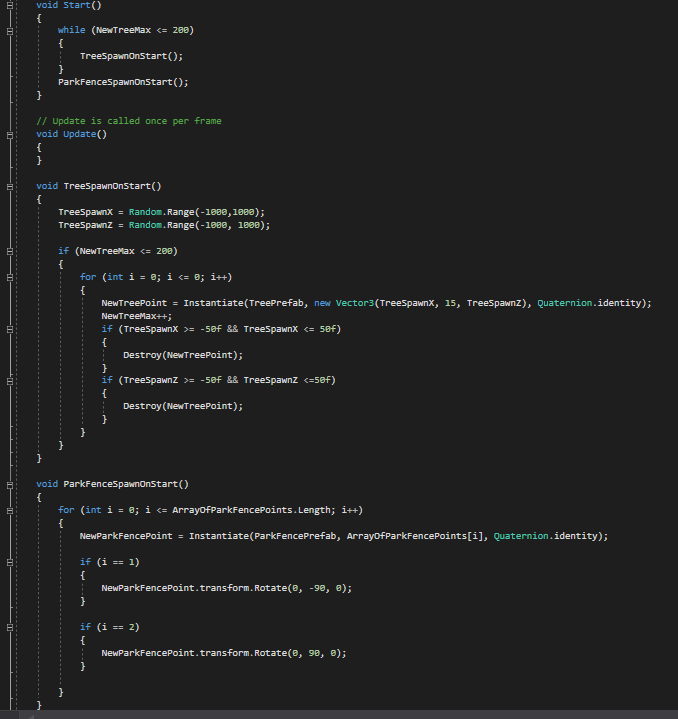 void Start()
{
while (NewTreeMax <= 200)
{
TreeSpawnOnStart();
}
ParkFenceSpawnOnStart();
}
// Update is called once per frame
void Update()
{
}
void TreeSpawnOnStart()
{
TreeSpawnX = Random.Range(-1000,1000);
TreeSpawnZ = Random.Range(-1000, 1000);
if (NewTreeMax <= 200)
{
for (int i = 0; i <= 0; i++)
{
NewTreePoint = Instantiate(TreePrefab, new Vector3(TreeSpawnX, 15, TreeSpawnZ), Quaternion.identity);
NewTreeMax++;
if (TreeSpawnX >= -50f && TreeSpawnX <= 50f)
{
Destroy(NewTreePoint);
}
if (TreeSpawnZ >= -50f && TreeSpawnZ <=50f)
{
Destroy(NewTreePoint);
}
}
}
}
void ParkFenceSpawnOnStart()
{
for (int i = 0; i <= ArrayOfParkFencePoints.Length; i++)
{
NewParkFencePoint = Instantiate(ParkFencePrefab, ArrayOfParkFencePoints[i], Quaternion.identity);
if (i == 1)
{
NewParkFencePoint.transform.Rotate(0, -90, 0);
}
if (i == 2)
{
NewParkFencePoint.transform.Rotate(0, 90, 0);
}
}
}